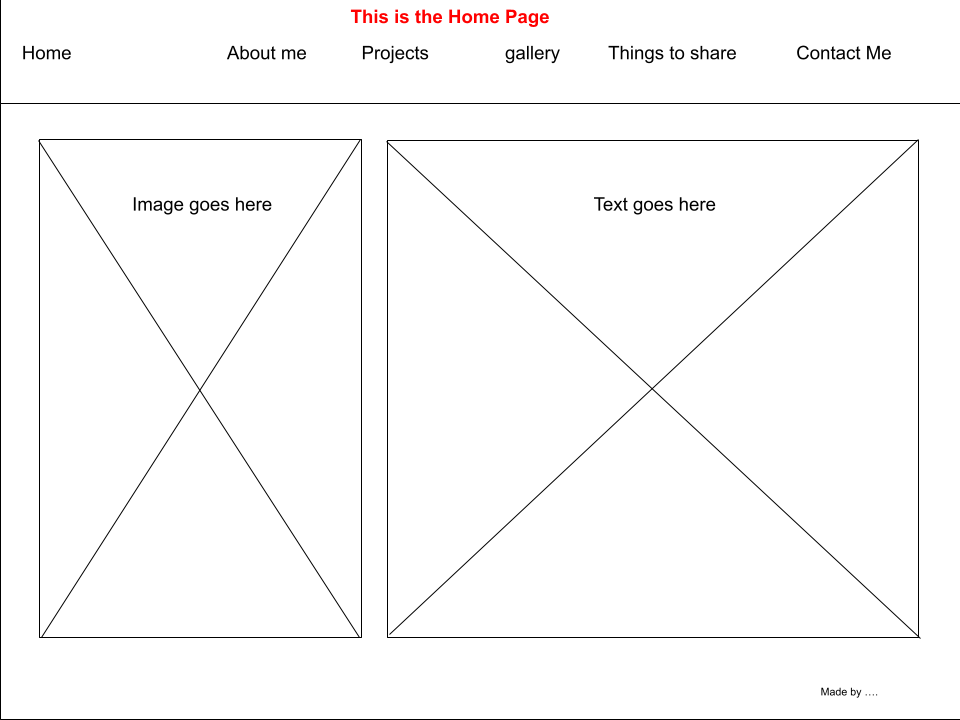 This is the Home Page
Home About me Projects gallery Things to share Contact Me
Image goes here
Text goes here
Made by ….